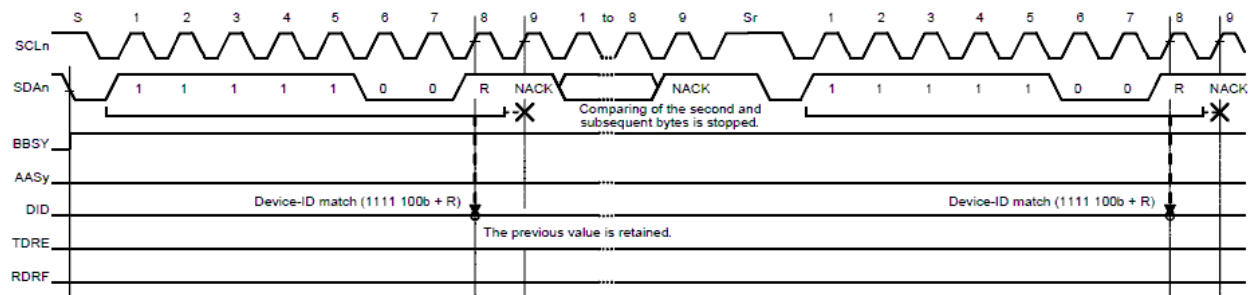 S 1 2 3 4 5 6 7 8 9 1 to 8 9 Sr 1 2 3 4 5 6 7 8 9
SCLn
SDAn 1 1 1 1 1 0 0 R NACK NACK 1 1 1 1 1 0 0 R NACK
Comparing of the second and
subsequent bytes is stopped.
BBSY
AASy
Device-ID match (1111 100b + R) Device-ID match (1111 100b + R)
DID
The previous value is retained.
TDRE
RDRF